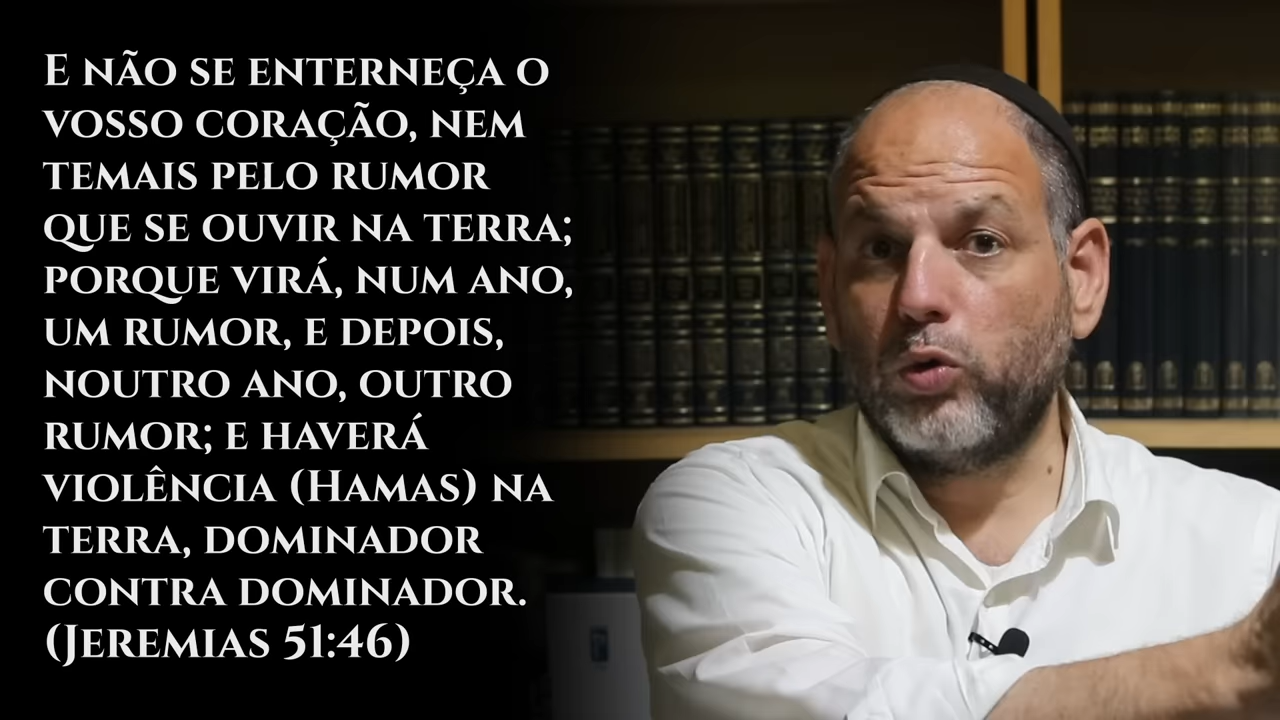 E não se enterneça o
vosso coração, nem
temais pelo rumor
que se ouvir na terra;
porque virá, num ano,
um rumor, e depois,
noutro ano, outro
rumor; e haverá
violência (Hamas) na
terra, dominador
contra dominador.
(Jeremias 51:46)